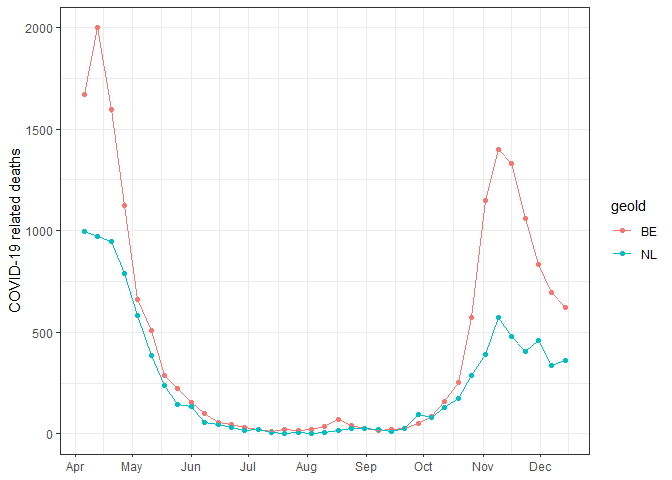 2000
1500
1000
500
0
COVID-19 related deaths
Apr May Jun Jul Aug Sep Oct Nov Dec
geoId
BE
NL